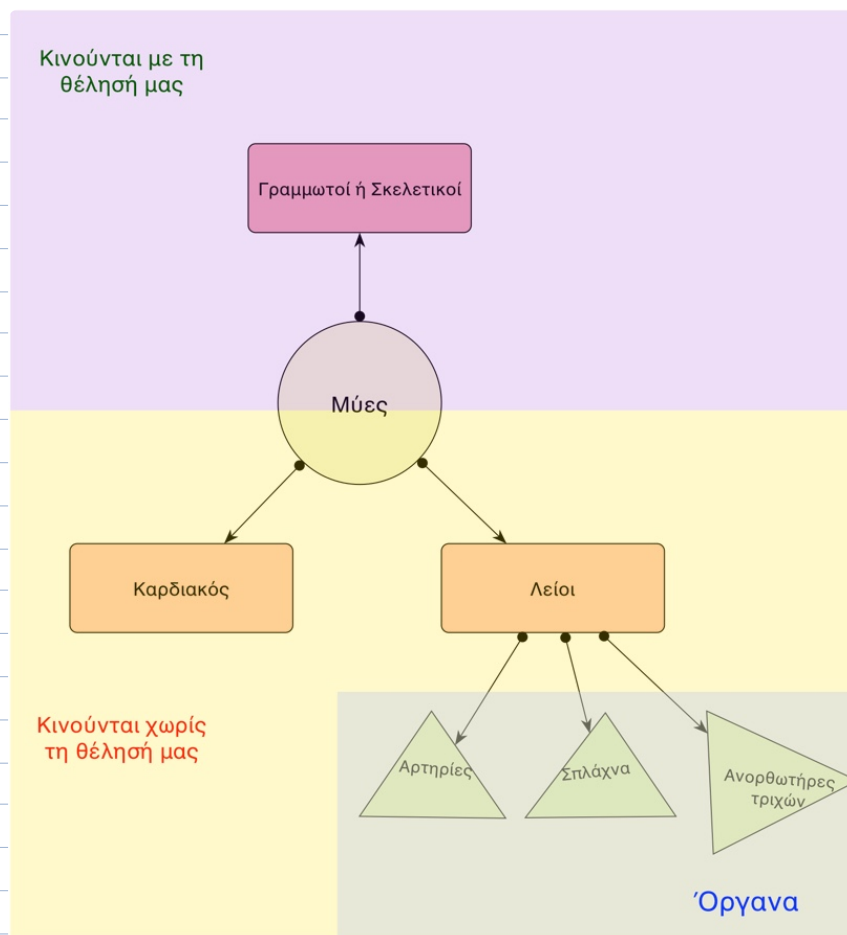 Κινούνται με τη
θέλησή μας
Γραμμωτοί ή Σκελετικοί
Μύες
Καρδιακός
Λείοι
Κινούνται χωρίς
τη θέλησή μας
Αρτηρίες
Σπλάχνα
Ανορθωτήρες
τριχών
Όργανα